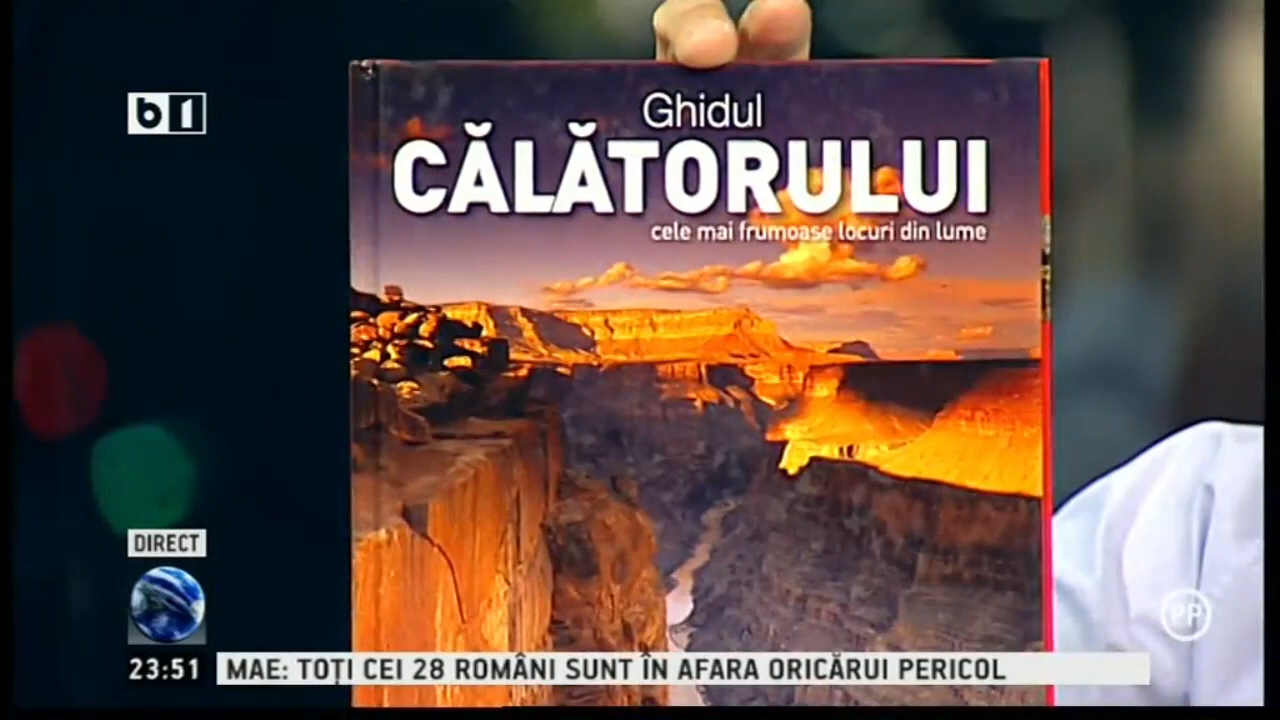 b1
Ghidul
CĂLĂTORULUI
cele mai frumoase locuri din lume
DIRECT
PP
23:51
MAE: TOȚI CEI 28 ROMÂNI SUNT ÎN AFARA ORICĂRUI PERICOL